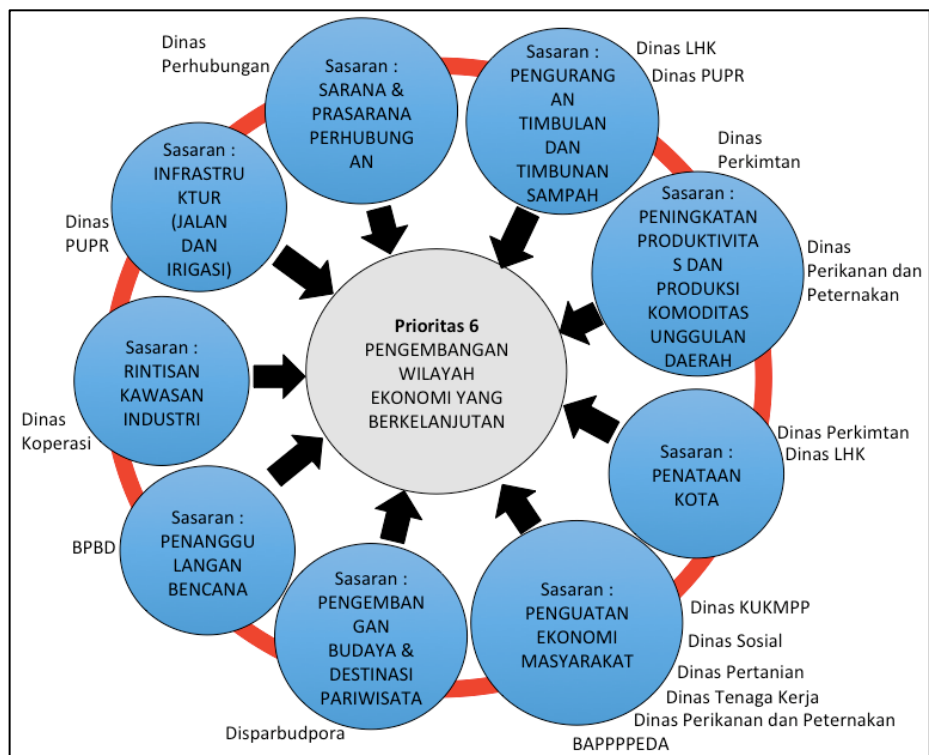 Dinas
Perhubungan
Sasaran :
SARANA &
PRASARANA
PERHUBUNG
AN
Sasaran :
PENGURANG
AN
TIMBULAN
DAN
TIMBUNAN
SAMPAH
Dinas LHK
Dinas PUPR
Dinas
Perkimtan
Sasaran :
PENINGKATAN
PRODUKTIVITA
S DAN
PRODUKSI
KOMODITAS
UNGGULAN
DAERAH
Dinas
Perikanan dan
Peternakan
Sasaran :
INFRASTRU
KTUR
(JALAN
DAN
IRIGASI)
Dinas
PUPR
Prioritas 6
PENGEMBANGAN
WILAYAH
EKONOMI YANG
BERKELANJUTAN
Sasaran :
RINTISAN
KAWASAN
INDUSTRI
Dinas
Koperasi
Sasaran :
PENATAAN
KOTA
Dinas Perkimtan
Dinas LHK
Sasaran :
PENANGGU
LANGAN
BENCANA
BPBD
Sasaran :
PENGEMBAN
GAN
BUDAYA &
DESTINASI
PARIWISATA
Disparbudpora
Sasaran :
PENGUATAN
EKONOMI
MASYARAKAT
Dinas KUKMPP
Dinas Sosial
Dinas Pertanian
Dinas Tenaga Kerja
Dinas Perikanan dan Peternakan
BAPPPPEDA